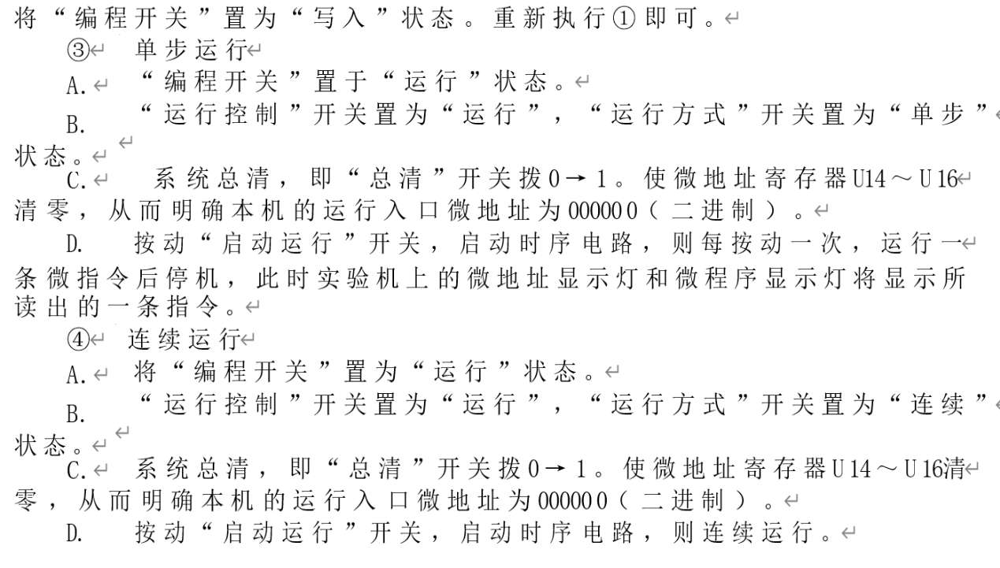 将“编程开关”置为“写入”状态。重新执行①即可。↵
③↵ 单步运行↵
A.↵ “编程开关”置于“运行”状态。↵
B. “运行控制”开关置为“运行”，“运行方式”开关置为“单步”↵
状态。↵ ↵
C.↵ 系统总清，即“总清”开关拨0→1。使微地址寄存器U14～U16↵
清零，从而明确本机的运行入口微地址为000000（二进制）。↵
D. 按动“启动运行”开关，启动时序电路，则每按动一次，运行一↵
条微指令后停机，此时实验机上的微地址显示灯和微程序显示灯将显示所
读出的一条指令。↵
④↵ 连续运行↵
A.↵ 将“编程开关”置为“运行”状态。↵
B. “运行控制”开关置为“运行”，“运行方式”开关置为“连续”↵
状态。↵ ↵
C.↵ 系统总清，即“总清”开关拨0→1。使微地址寄存器U14～U16清↵
零，从而明确本机的运行入口微地址为000000（二进制）。↵
D. 按动“启动运行”开关，启动时序电路，则连续运行。↵